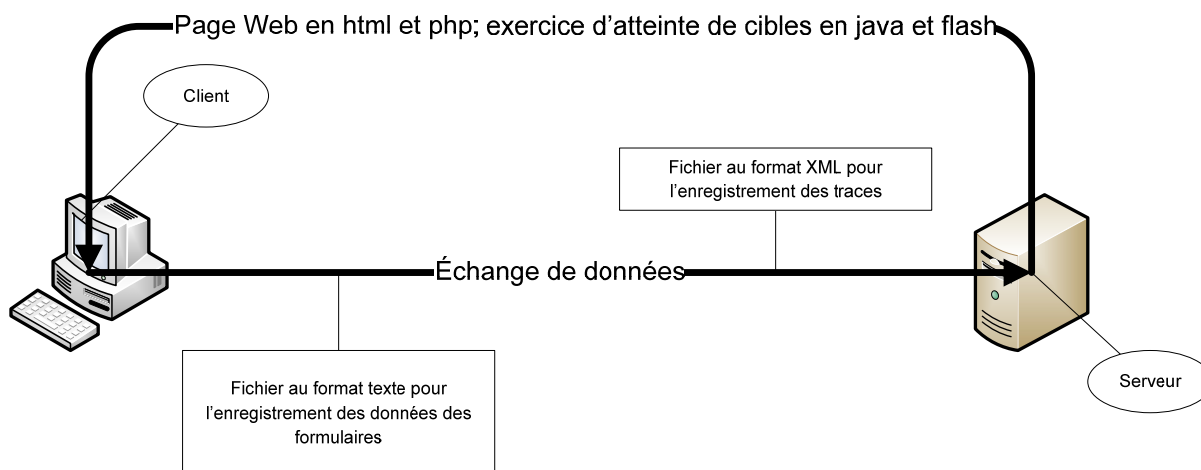 Page Web en html et php; exercice d’atteinte de cibles en java et flash
Client
Fichier au format XML pour
l’enregistrement des traces
Échange de données
Fichier au format texte pour
l’enregistrement des données des
formulaires
Serveur